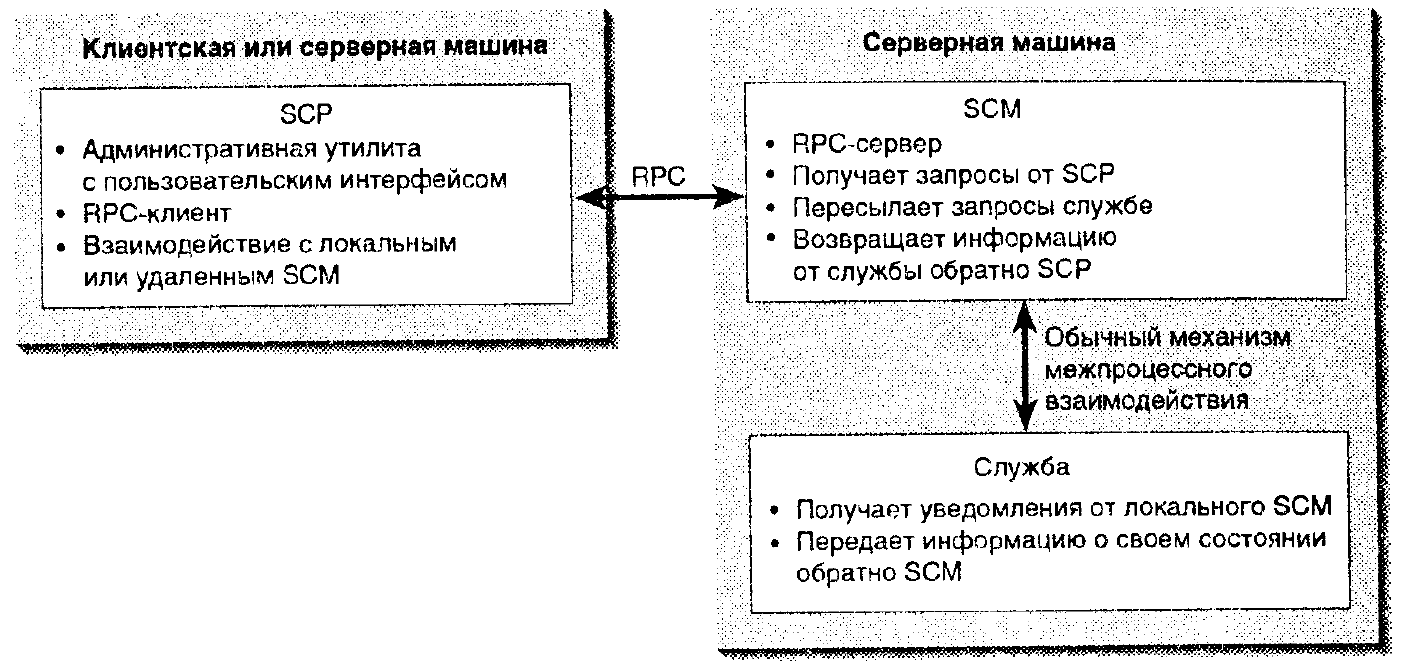 Клиентская или серверная машина
SCP
• Административная утилита
с пользовательским интерфейсом
• RPC-клиент
• Взаимодействие с локальным
или удаленным SCM
RPC
Серверная машина
SCM
• RPC-сервер
• Получает запросы от SCP
• Пересылает запросы службе
• Возвращает информацию
от службы обратно SCP
Обычный механизм
межпроцессного
взаимодействия
Служба
• Получает уведомления от локального SCM
• Передает информацию о своем состоянии
обратно SCM